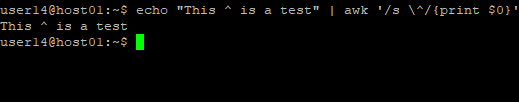 user14@host01:~$ echo "This ^ is a test" | awk '/s \^/{print $0}'
This ^ is a test
user14@host01:~$